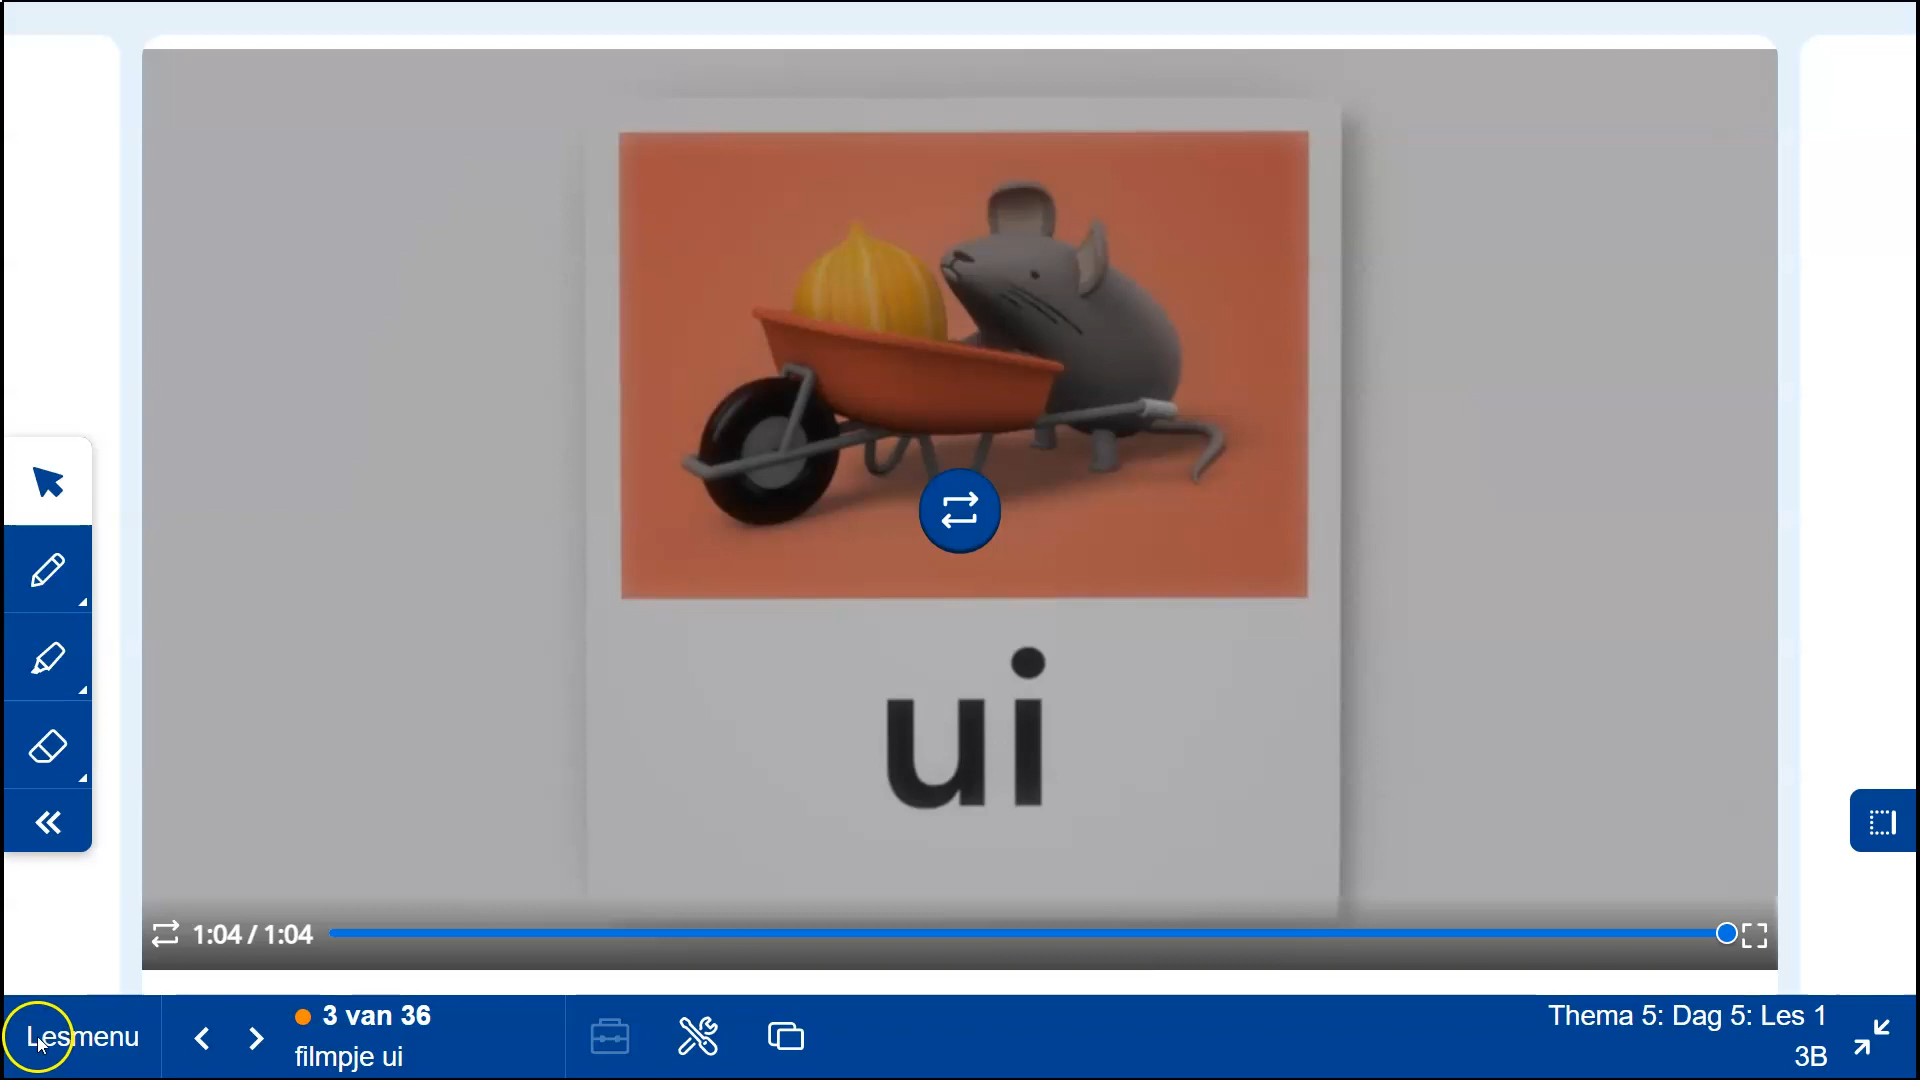 ui
1:04 / 1:04
Lesmenu
3 van 36
filmpje ui
Thema 5: Dag 5: Les 1
3B